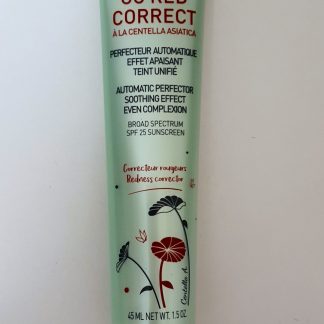 CC RED
CORRECT
À LA CENTELLA ASIATICA
PERFECTEUR AUTOMATIQUE
EFFET APAISANT
TEINT UNIFIÉ
AUTOMATIC PERFECTOR
SOOTHING EFFECT
EVEN COMPLEXION
BROAD SPECTRUM
SPF 25 SUNSCREEN
Correcteur rougeurs
Redness corrector
Centella A.
45 ML NET WT. 1.5 OZ.